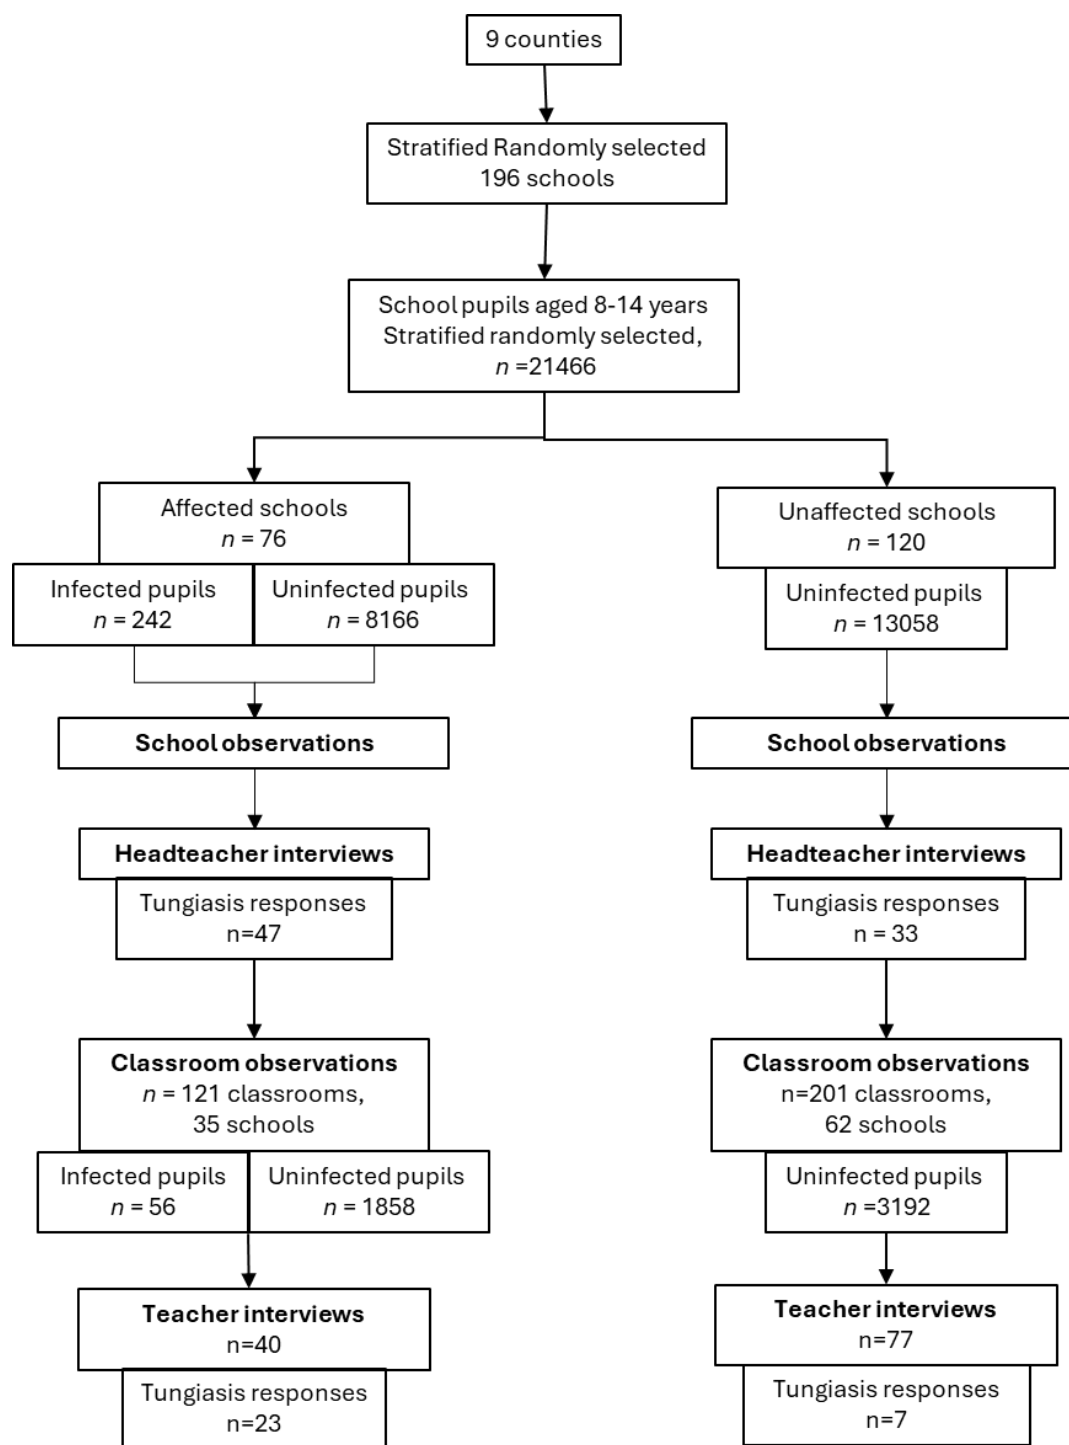 9 counties
Stratified Randomly selected
196 schools
School pupils aged 8-14 years
Stratified randomly selected,
n =21466
Affected schools
n = 76
Infected pupils
n = 242
Uninfected pupils
n = 8166
Unaffected schools
n = 120
Uninfected pupils
n = 13058
School observations
School observations
Headteacher interviews
Tungiasis responses
n=47
Headteacher interviews
Tungiasis responses
n = 33
Classroom observations
n = 121 classrooms,
35 schools
Infected pupils
n = 56
Uninfected pupils
n = 1858
Classroom observations
n=201 classrooms,
62 schools
Uninfected pupils
n =3192
Teacher interviews
n=40
Tungiasis responses
n=23
Teacher interviews
n=77
Tungiasis responses
n=7